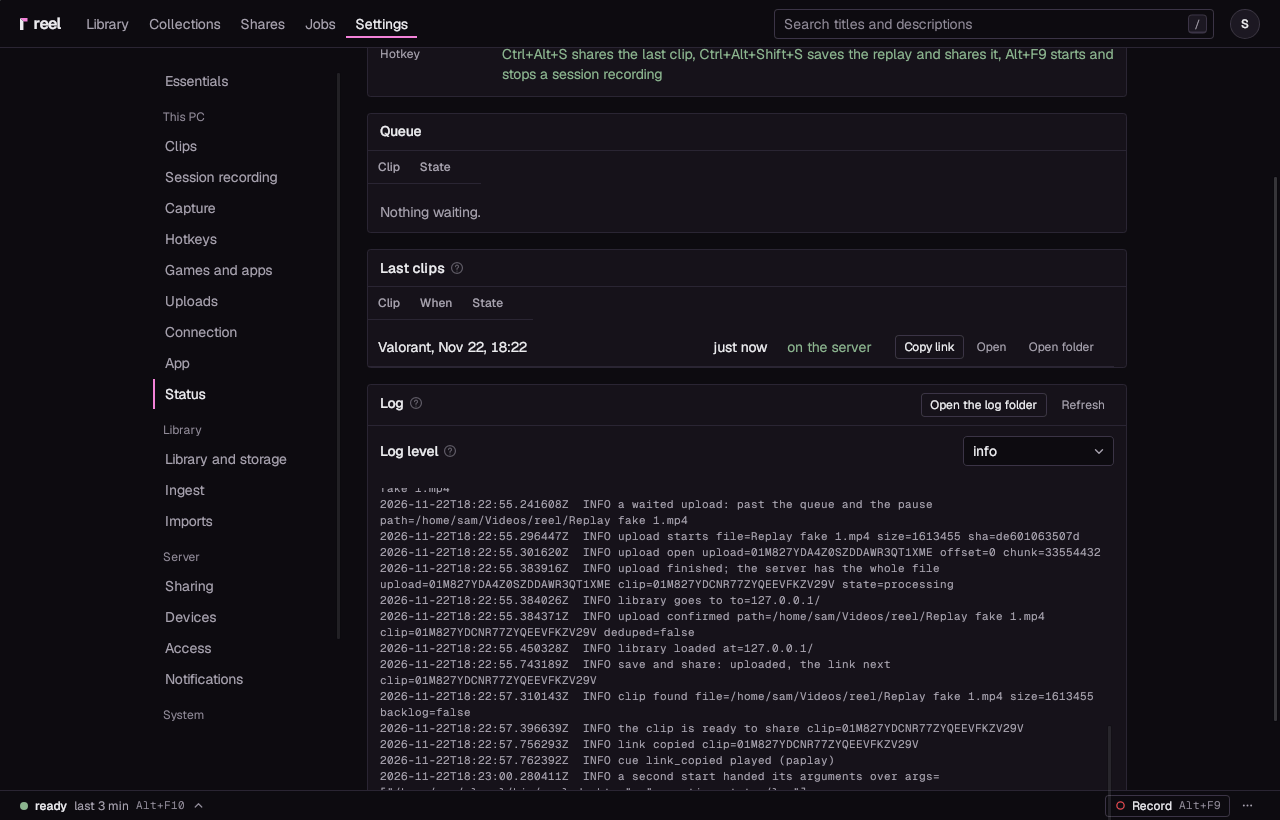 reel Library Collections Shares Jobs Settings Search titles and descriptions / S
Hotkey Ctrl+Alt+S shares the last clip, Ctrl+Alt+Shift+S saves the replay and shares it, Alt+F9 starts and
stops a session recording
Essentials
This PC
Clips
Session recording
Capture
Hotkeys
Games and apps
Uploads
Connection
App
Status
Library
Library and storage
Ingest
Imports
Server
Sharing
Devices
Access
Notifications
System
Queue
Clip State
Nothing waiting.
Last clips ?
Clip When State
Valorant, Nov 22, 18:22 just now on the server Copy link Open Open folder
Log ? Open the log folder Refresh
Log level ? info
fake 1.mp4
2026-11-22T18:22:55.241608Z INFO a waited upload: past the queue and the pause
path=/home/sam/Videos/reel/Replay fake 1.mp4
2026-11-22T18:22:55.296447Z INFO upload starts file=Replay fake 1.mp4 size=1613455 sha=de601063507d
2026-11-22T18:22:55.301620Z INFO upload open upload=01M827YDA4Z0SZDDAWR3QT1XME offset=0 chunk=33554432
2026-11-22T18:22:55.383916Z INFO upload finished; the server has the whole file
upload=01M827YDA4Z0SZDDAWR3QT1XME clip=01M827YDCNR77ZYQEEVFKZV29V state=processing
2026-11-22T18:22:55.384026Z INFO library goes to to=127.0.0.1/
2026-11-22T18:22:55.384371Z INFO upload confirmed path=/home/sam/Videos/reel/Replay fake 1.mp4
clip=01M827YDCNR77ZYQEEVFKZV29V deduped=false
2026-11-22T18:22:55.450328Z INFO library loaded at=127.0.0.1/
2026-11-22T18:22:55.743189Z INFO save and share: uploaded, the link next
clip=01M827YDCNR77ZYQEEVFKZV29V
2026-11-22T18:22:57.310143Z INFO clip found file=/home/sam/Videos/reel/Replay fake 1.mp4 size=1613455
backlog=false
2026-11-22T18:22:57.396639Z INFO the clip is ready to share clip=01M827YDCNR77ZYQEEVFKZV29V
2026-11-22T18:22:57.756293Z INFO link copied clip=01M827YDCNR77ZYQEEVFKZV29V
2026-11-22T18:22:57.762392Z INFO cue link_copied played (paplay)
2026-11-22T18:23:00.280411Z INFO a second start handed its arguments over args=
ready last 3 min Alt+F10 Record Alt+F9 ...